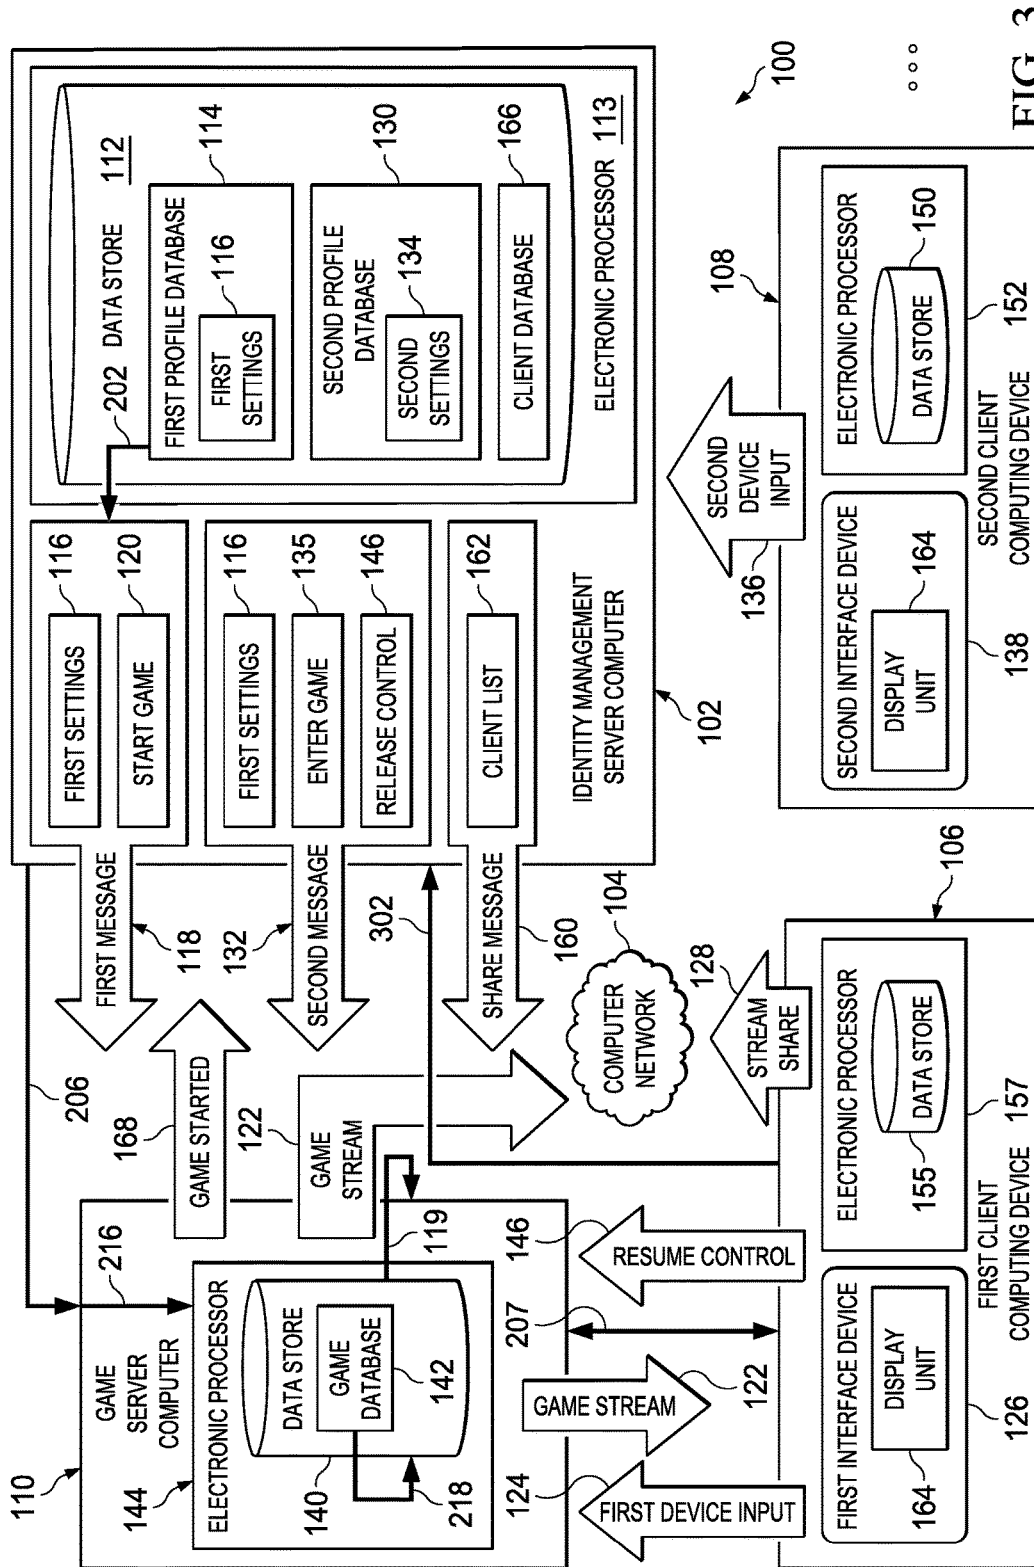 110
GAME
SERVER
COMPUTER
216
144
ELECTRONIC PROCESSOR
DATA STORE
GAME
DATABASE
140
142
218
119
206
168
GAME STARTED
122
GAME
STREAM
FIRST MESSAGE
118
132
SECOND MESSAGE
302
SHARE MESSAGE
160
FIRST SETTINGS
116
START GAME
120
FIRST SETTINGS
116
ENTER GAME
135
RELEASE CONTROL
146
CLIENT LIST
162
IDENTITY MANAGEMENT
SERVER COMPUTER
102
202
DATA STORE
112
FIRST PROFILE DATABASE
114
FIRST
SETTINGS
116
SECOND PROFILE
DATABASE
130
SECOND
SETTINGS
134
CLIENT DATABASE
166
ELECTRONIC PROCESSOR
113
104
COMPUTER
NETWORK
124
FIRST DEVICE INPUT
GAME STREAM
122
207
146
RESUME CONTROL
128
STREAM
SHARE
106
FIRST INTERFACE DEVICE
DISPLAY
UNIT
164
126
ELECTRONIC PROCESSOR
DATA STORE
155
157
FIRST CLIENT
COMPUTING DEVICE
136
SECOND
DEVICE
INPUT
108
SECOND INTERFACE DEVICE
DISPLAY
UNIT
164
138
ELECTRONIC PROCESSOR
DATA STORE
150
152
SECOND CLIENT
COMPUTING DEVICE
100
FIG. 3